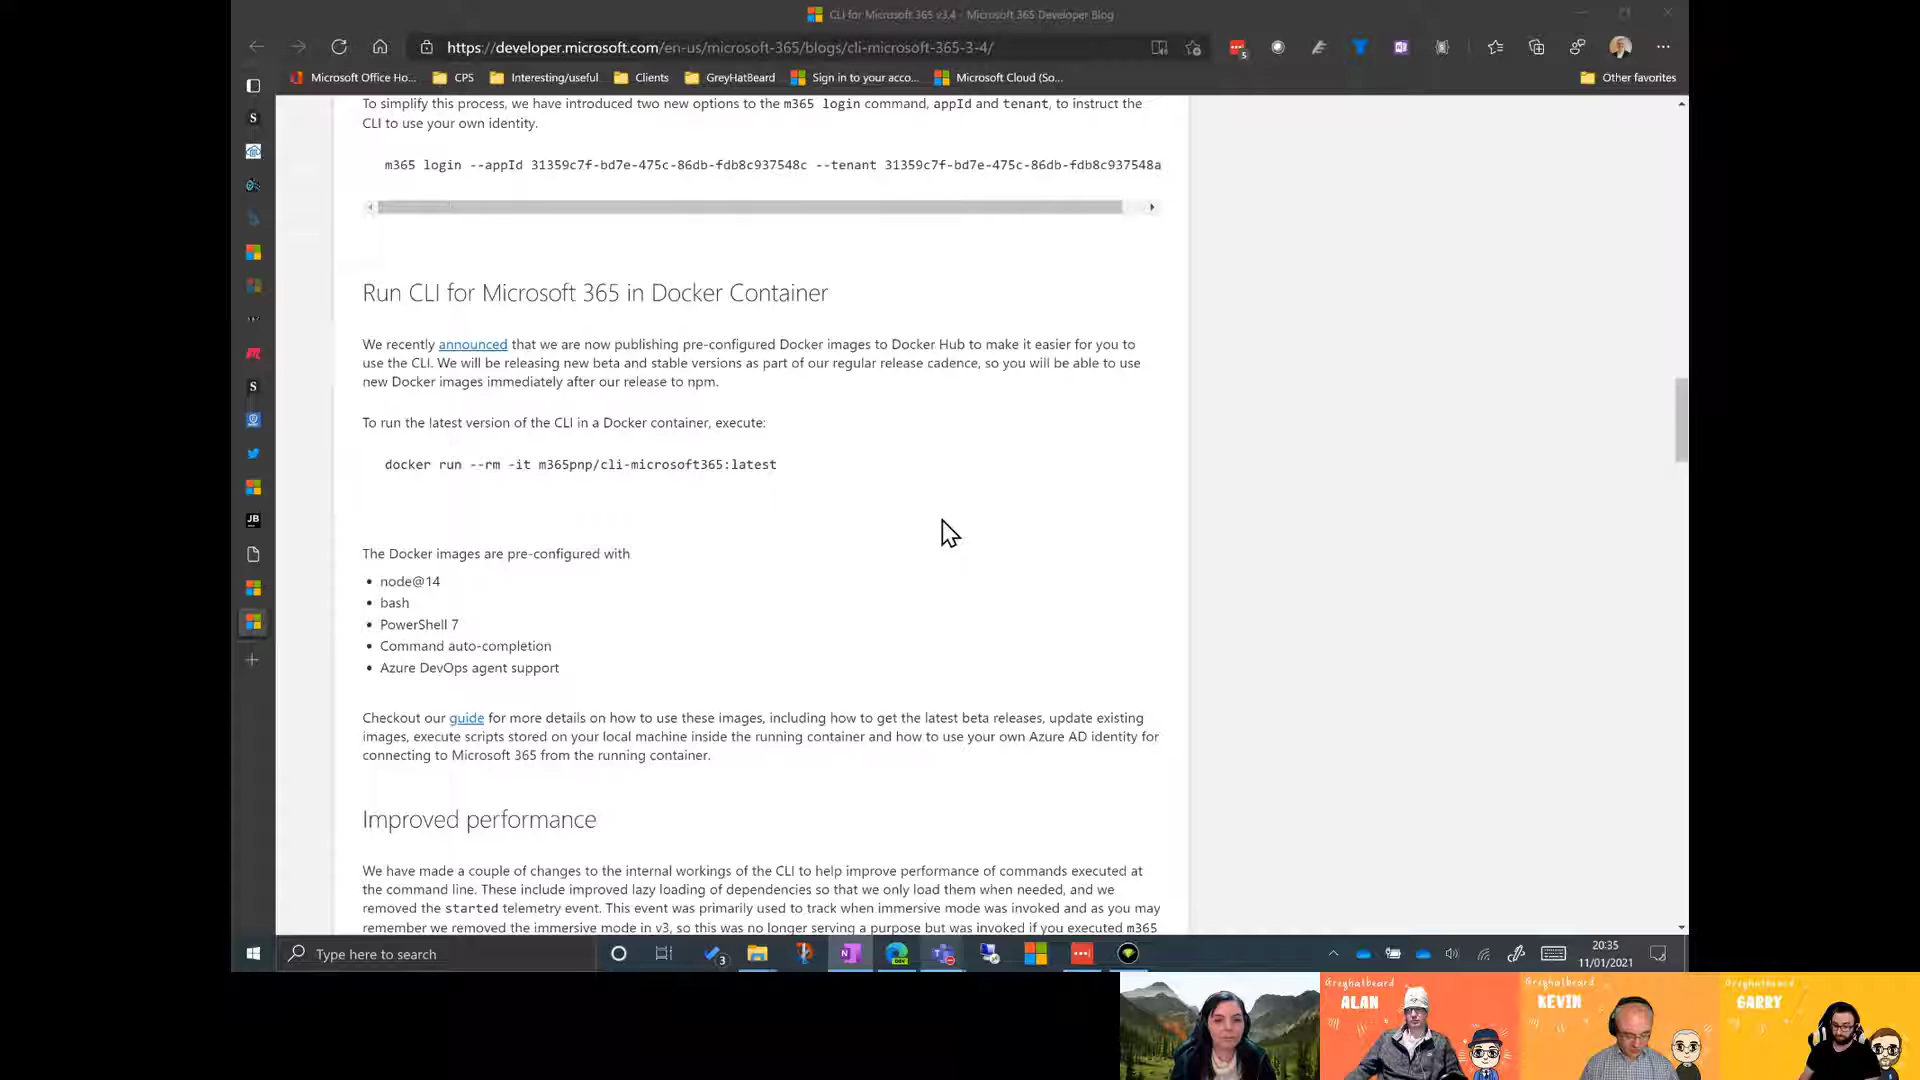 CLI for Microsoft 365 v3.4 - Microsoft 365 Developer Blog
https://developer.microsoft.com/en-us/microsoft-365/blogs/cli-microsoft-365-3-4/
5
Microsoft Office Ho...
CPS
Interesting/useful
Clients
GreyHatBeard
Sign in to your acco...
Microsoft Cloud (So...
Other favorites
To simplify this process, we have introduced two new options to the m365 login command, appId and tenant, to instruct the
CLI to use your own identity.
m365 login --appId 31359c7f-bd7e-475c-86db-fdb8c937548c --tenant 31359c7f-bd7e-475c-86db-fdb8c937548a
Run CLI for Microsoft 365 in Docker Container
We recently announced that we are now publishing pre-configured Docker images to Docker Hub to make it easier for you to
use the CLI. We will be releasing new beta and stable versions as part of our regular release cadence, so you will be able to use
new Docker images immediately after our release to npm.
To run the latest version of the CLI in a Docker container, execute:
docker run --rm -it m365pnp/cli-microsoft365:latest
The Docker images are pre-configured with
• node@14
• bash
• PowerShell 7
• Command auto-completion
• Azure DevOps agent support
Checkout our guide for more details on how to use these images, including how to get the latest beta releases, update existing
images, execute scripts stored on your local machine inside the running container and how to use your own Azure AD identity for
connecting to Microsoft 365 from the running container.
Improved performance
We have made a couple of changes to the internal workings of the CLI to help improve performance of commands executed at
the command line. These include improved lazy loading of dependencies so that we only load them when needed, and we
removed the started telemetry event. This event was primarily used to track when immersive mode was invoked and as you may
remember we removed the immersive mode in v3, so this was no longer serving a purpose but was invoked if you executed m365
Type here to search
3
20:35
11/01/2021
Greyhatbeard
ALAN
Greyhatbeard
KEVIN
Greyhatbeard
GARRY